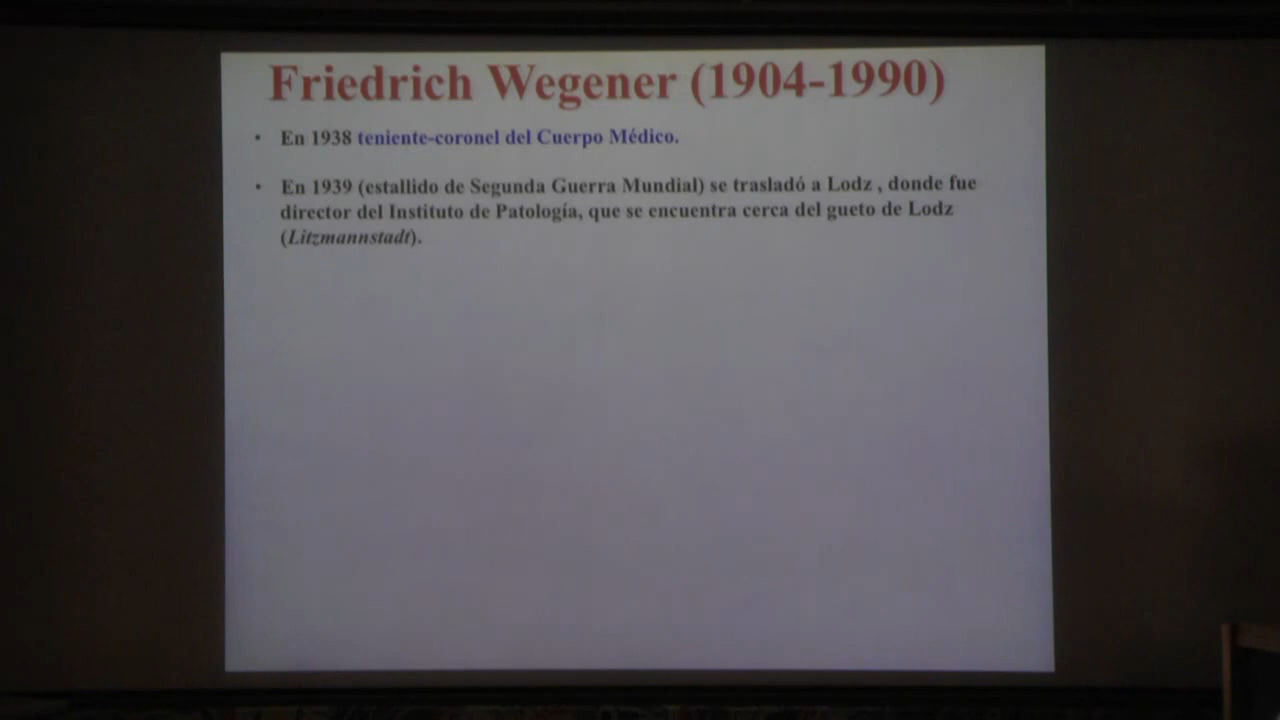 Friedrich Wegener (1904-1990)
• En 1938 teniente-coronel del Cuerpo Médico.
• En 1939 (estallido de Segunda Guerra Mundial) se trasladó a Lodz , donde fue
director del Instituto de Patología, que se encuentra cerca del gueto de Lodz
(Litzmannstadt).